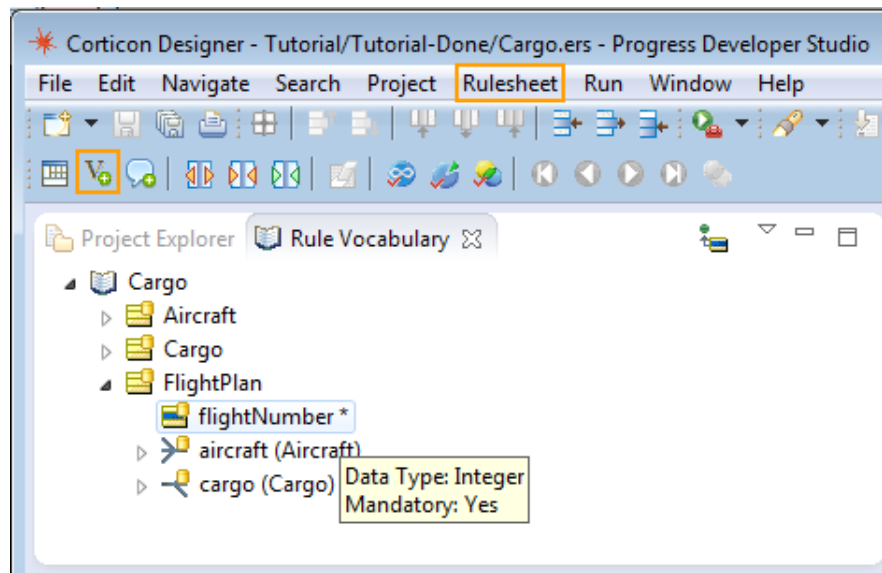 Corticon Designer - Tutorial/Tutorial-Done/Cargo.ers - Progress Developer Studio
File Edit Navigate Search Project Rulesheet Run Window Help
V
Project Explorer Rule Vocabulary
Cargo
Aircraft
Cargo
FlightPlan
flightNumber *
aircraft (Aircraft)
cargo (Cargo)
Data Type: Integer
Mandatory: Yes